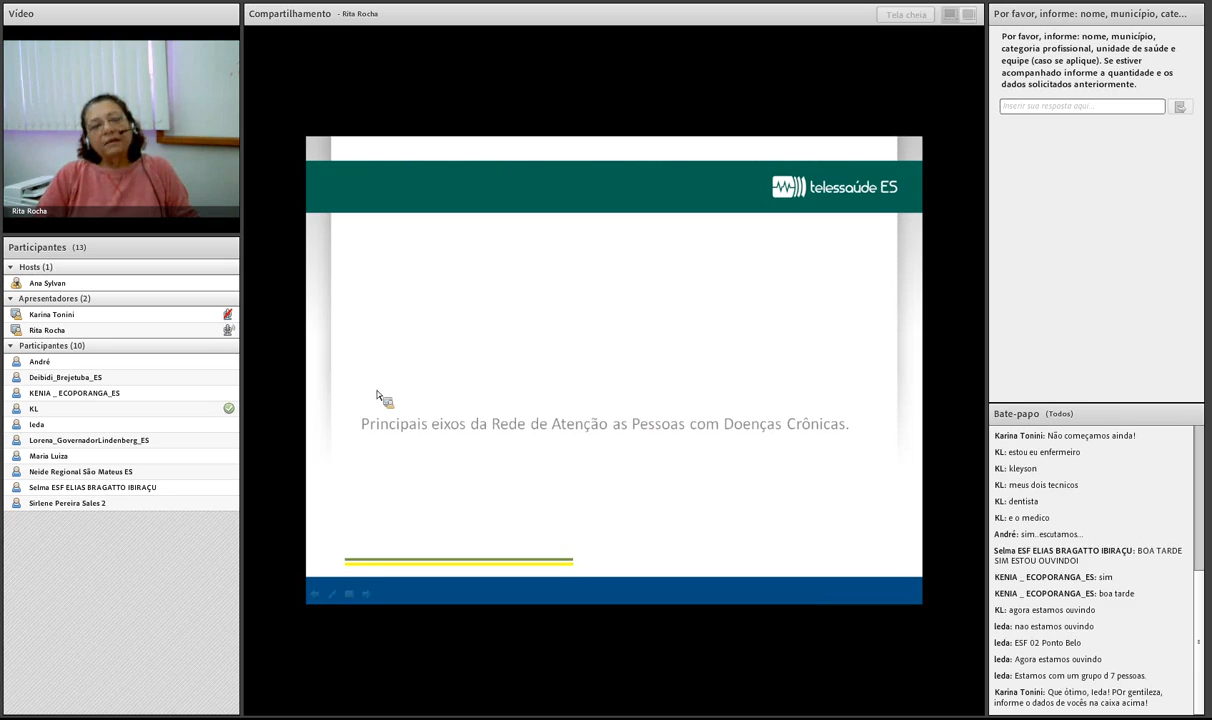 Vídeo
Rita Rocha
Participantes (13)
Hosts (1)
Ana Sylvan
Apresentadores (2)
Karina Tonini
Rita Rocha
Participantes (10)
André
Deibidi_Brejetuba_ES
KENIA _ ECOPORANGA_ES
KL
Ieda
Lorena_GovernadorLindenberg_ES
Maria Luiza
Neide Regional São Mateus ES
Selma ESF ELIAS BRAGATTO IBIRAÇU
Sirlene Pereira Sales 2
Compartilhamento - Rita Rocha
Tela cheia
telessaúde ES
Principais eixos da Rede de Atenção as Pessoas com Doenças Crônicas.
Por favor, informe: nome, município, cate...
Por favor, informe: nome, município,
categoria profissional, unidade de saúde e
equipe (caso se aplique). Se estiver
acompanhado informe a quantidade e os
dados solicitados anteriormente.
Inserir sua resposta aqui...
Bate-papo (Todos)
Karina Tonini: Não começamos ainda!
KL: estou eu enfermeiro
KL: kleyson
KL: meus dois tecnicos
KL: dentista
KL: e o medico
André: sim..escutamos...
Selma ESF ELIAS BRAGATTO IBIRAÇU: BOA TARDE
SIM ESTOU OUVINDOI
KENIA _ ECOPORANGA_ES: sim
KENIA _ ECOPORANGA_ES: boa tarde
KL: agora estamos ouvindo
Ieda: nao estamos ouvindo
Ieda: ESF 02 Ponto Belo
Ieda: Agora estamos ouvindo
Ieda: Estamos com um grupo d 7 pessoas.
Karina Tonini: Que ótimo, Ieda! POr gentileza,
informe o dados de vocês na caixa acima!